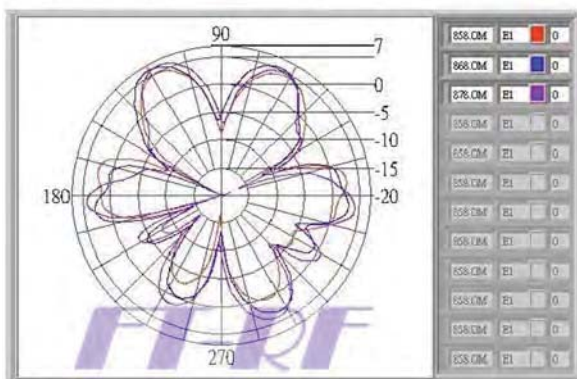 90
7
0
-5
-10
-15
180
-20
270
FTRF
858.0M E1 0
868.0M E1 0
878.0M E1 0
858.0M E1 0
858.0M E1 0
858.0M E1 0
858.0M E1 0
858.0M E1 0
858.0M E1 0
858.0M E1 0
858.0M E1 0
858.0M E1 0